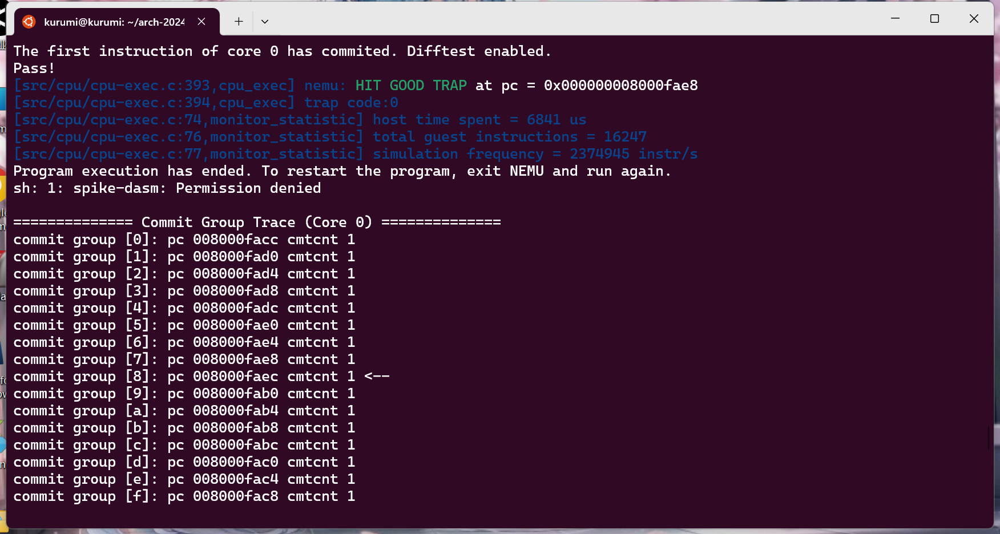 kurumi@kurumi: ~/arch-2024
The first instruction of core 0 has commited. Difftest enabled.
Pass!
[src/cpu/cpu-exec.c:393,cpu_exec] nemu: HIT GOOD TRAP at pc = 0x000000008000fae8
[src/cpu/cpu-exec.c:394,cpu_exec] trap code:0
[src/cpu/cpu-exec.c:74,monitor_statistic] host time spent = 6841 us
[src/cpu/cpu-exec.c:76,monitor_statistic] total guest instructions = 16247
[src/cpu/cpu-exec.c:77,monitor_statistic] simulation frequency = 2374945 instr/s
Program execution has ended. To restart the program, exit NEMU and run again.
sh: 1: spike-dasm: Permission denied
============== Commit Group Trace (Core 0) ==============
commit group [0]: pc 008000facc cmtcnt 1
commit group [1]: pc 008000fad0 cmtcnt 1
commit group [2]: pc 008000fad4 cmtcnt 1
commit group [3]: pc 008000fad8 cmtcnt 1
commit group [4]: pc 008000fadc cmtcnt 1
commit group [5]: pc 008000fae0 cmtcnt 1
commit group [6]: pc 008000fae4 cmtcnt 1
commit group [7]: pc 008000fae8 cmtcnt 1
commit group [8]: pc 008000faec cmtcnt 1 <--
commit group [9]: pc 008000fab0 cmtcnt 1
commit group [a]: pc 008000fab4 cmtcnt 1
commit group [b]: pc 008000fab8 cmtcnt 1
commit group [c]: pc 008000fabc cmtcnt 1
commit group [d]: pc 008000fac0 cmtcnt 1
commit group [e]: pc 008000fac4 cmtcnt 1
commit group [f]: pc 008000fac8 cmtcnt 1